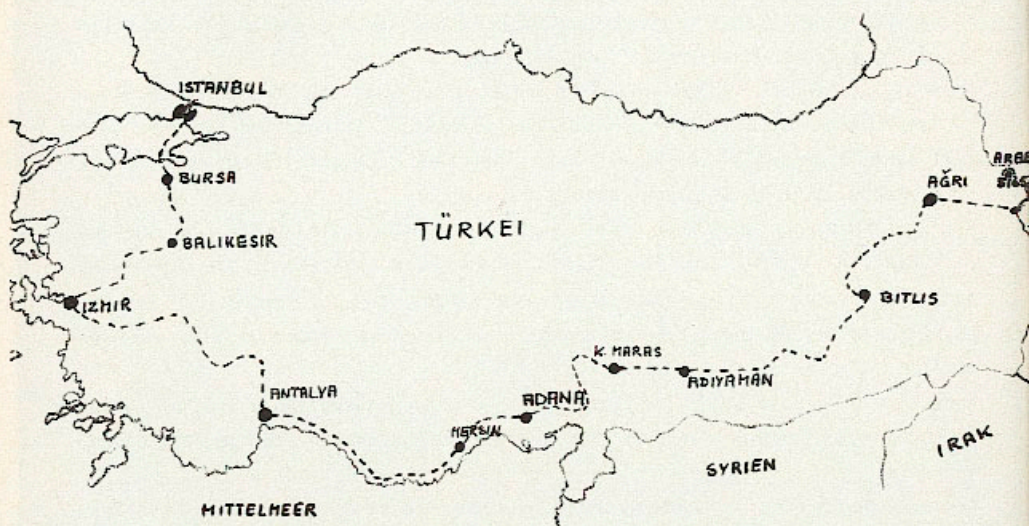 ISTANBUL
BURSA
BALIKESIR
IZMIR
ANTALYA
MERSIN
ADANA
K. MARAS
ADIYAMAN
BITLIS
AĞRI
TÜRKEI
SYRIEN
IRAK
MITTELMEER